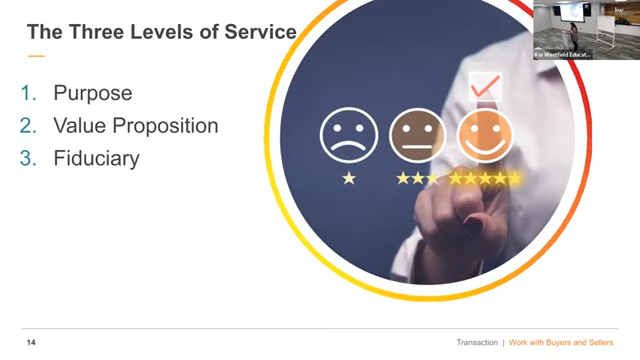 The Three Levels of Service
1. Purpose
2. Value Proposition
3. Fiduciary
kw
Kw Westfield Educat...
14
Transaction | Work with Buyers and Sellers